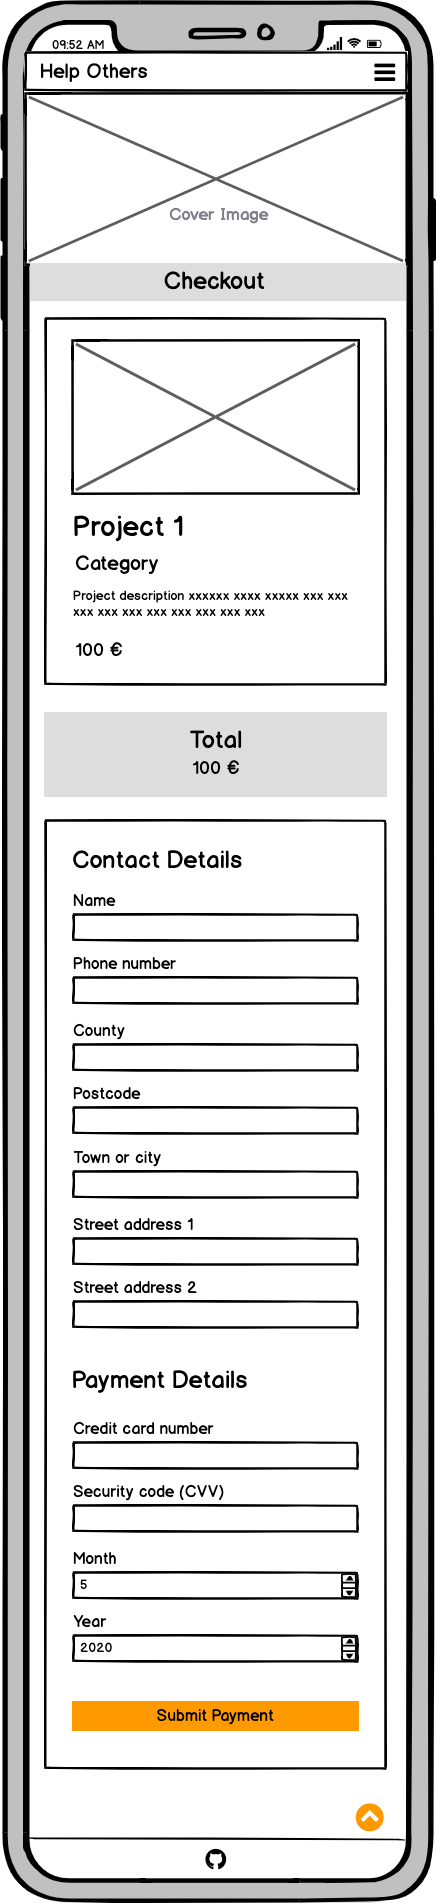 09:52 AM
Help Others
Cover Image
Checkout
Project 1
Category
Project description xxxxxx xxxx xxxxx xxx xxx
xxx xxx xxx xxx xxx xxx xxx xxx
100 €
Total
100 €
Contact Details
Name
Phone number
County
Postcode
Town or city
Street address 1
Street address 2
Payment Details
Credit card number
Security code (CVV)
Month
5
Year
2020
Submit Payment